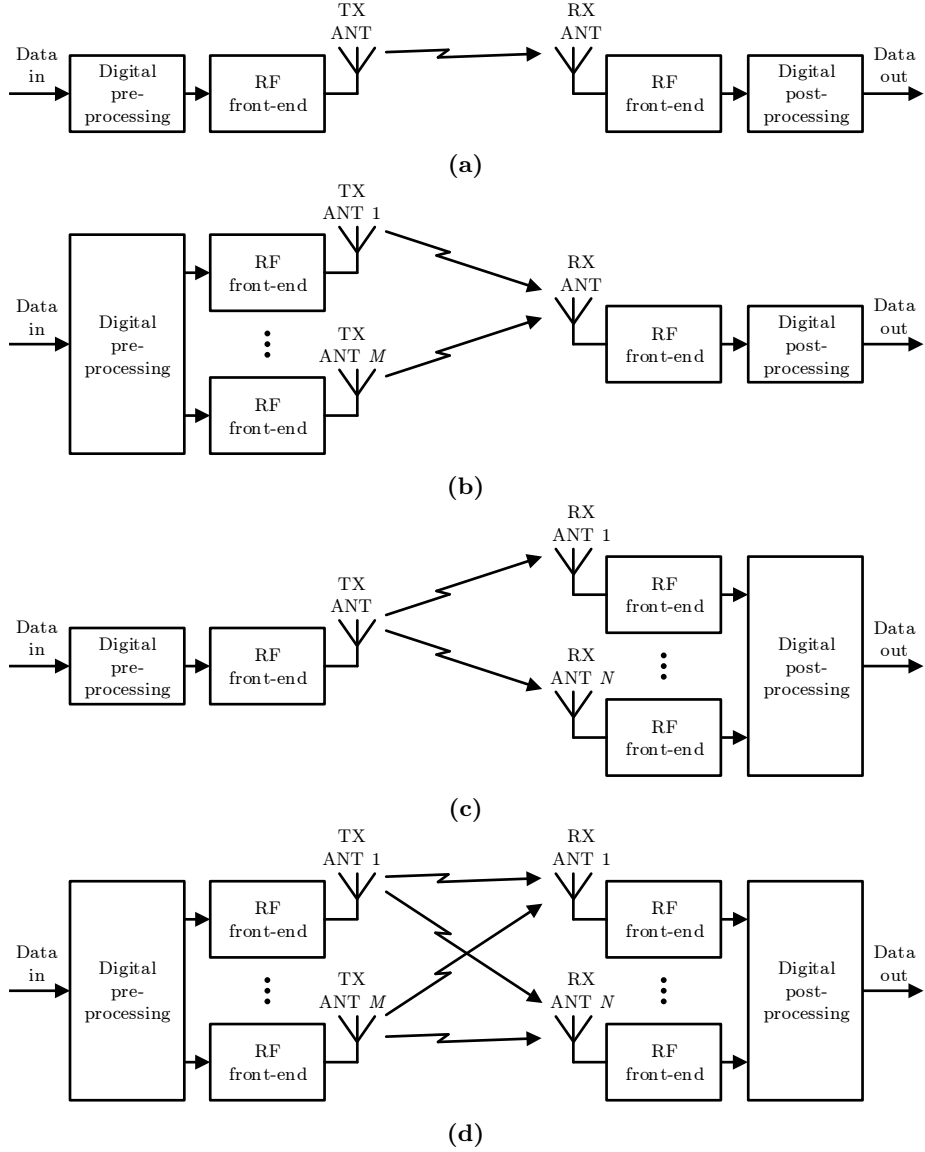 TX
ANT
RX
ANT
Data
in
Digital
pre-
processing
RF
front-end
RF
front-end
Digital
post-
processing
Data
out
(a)
TX
ANT 1
Data
in
Digital
pre-
processing
RF
front-end
TX
ANT M
RF
front-end
RX
ANT
RF
front-end
Digital
post-
processing
Data
out
(b)
Data
in
Digital
pre-
processing
RF
front-end
TX
ANT
RX
ANT 1
RF
front-end
RX
ANT N
RF
front-end
Digital
post-
processing
Data
out
(c)
Data
in
Digital
pre-
processing
TX
ANT 1
RF
front-end
TX
ANT M
RF
front-end
RX
ANT 1
RF
front-end
RX
ANT N
RF
front-end
Digital
post-
processing
Data
out
(d)